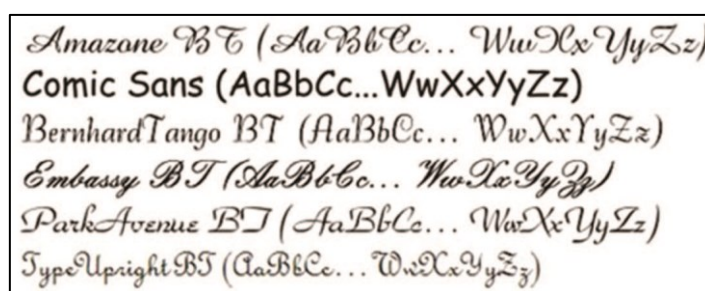 Amazone BT (AaBbCc... WwXxYyZz)
Comic Sans (AaBbCc...WwXxYyZz)
BernhardTango BT (AaBbCc... WwXxYyZz)
Embassy BT (AaBbCc... WwXxYyZz)
ParkAvenue BT (AaBbCc... WwXxYyZz)
TypeUpright BT (AaBbCc... WwXxYyZz)